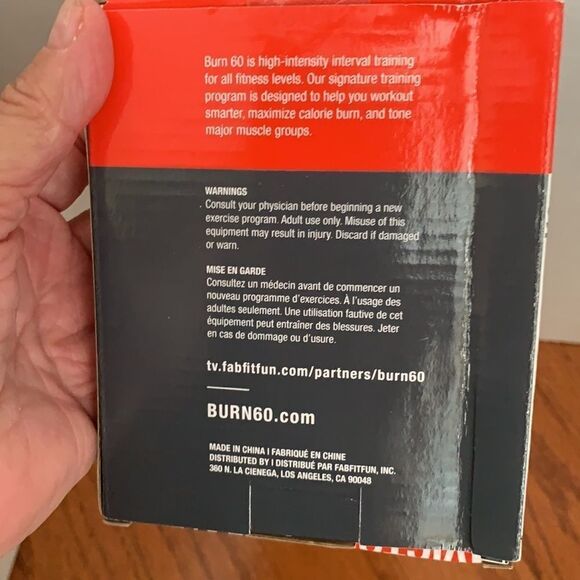 Burn 60 is high-intensity interval training
for all fitness levels. Our signature training
program is designed to help you workout
smarter, maximize calorie burn, and tone
major muscle groups.
WARNINGS
Consult your physician before beginning a new
exercise program. Adult use only. Misuse of this
equipment may result in injury. Discard if damaged
or warn.
MISE EN GARDE
Consultez un médecin avant de commencer un
nouveau programme d'exercices. À l'usage des
adultes seulement. Une utilisation fautive de cet
équipement peut entraîner des blessures. Jeter
en cas de dommage ou d'usure.
tv.fabfitfun.com/partners/burn60
BURN60.com
MADE IN CHINA I FABRIQUÉ EN CHINE
DISTRIBUTED BY I DISTRIBUÉ PAR FABFITFUN, INC.
360 N. LA CIENEGA, LOS ANGELES, CA 90048